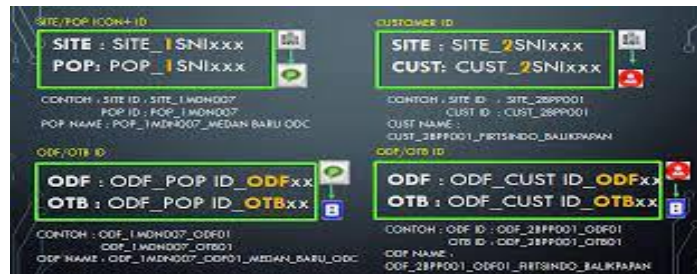 SITE/POP ICON+ ID
SITE : SITE_1SNIxxx
POP: POP_1SNIxxx
CONTOH : SITE ID : SITE_1MDN007
POP ID : POP_1MDN007
POP NAME : POP_1MDN007_MEDAN BARU ODC
CUSTOMER ID
SITE : SITE_2SNIxxx
CUST: CUST_2SNIxxx
CONTOH : SITE ID : SITE_2BPP001
CUST ID : CUST_2BPP001
CUST NAME :
CUST_2BPP001_FIRTSINDO_BALIKPAPAN
ODF/OTB ID
ODF : ODF_POP ID_ODFxx
OTB : ODF_POP ID_OTBxx
CONTOH : ODF_1MDN007_ODF01
ODF_1MDN007_OTB01
ODF NAME : ODF_1MDN007_ODF01_MEDAN_BARU_ODC
ODF/OTB ID
ODF : ODF_CUST ID_ODFxx
OTB : ODF_CUST ID_OTBxx
CONTOH : ODF ID : ODF_2BPP001_ODF01
OTB ID : ODF_2BPP001_OTB01
ODF NAME :
ODF_2BPP001_ODF01_FIRTSINDO_BALIKPAPAN